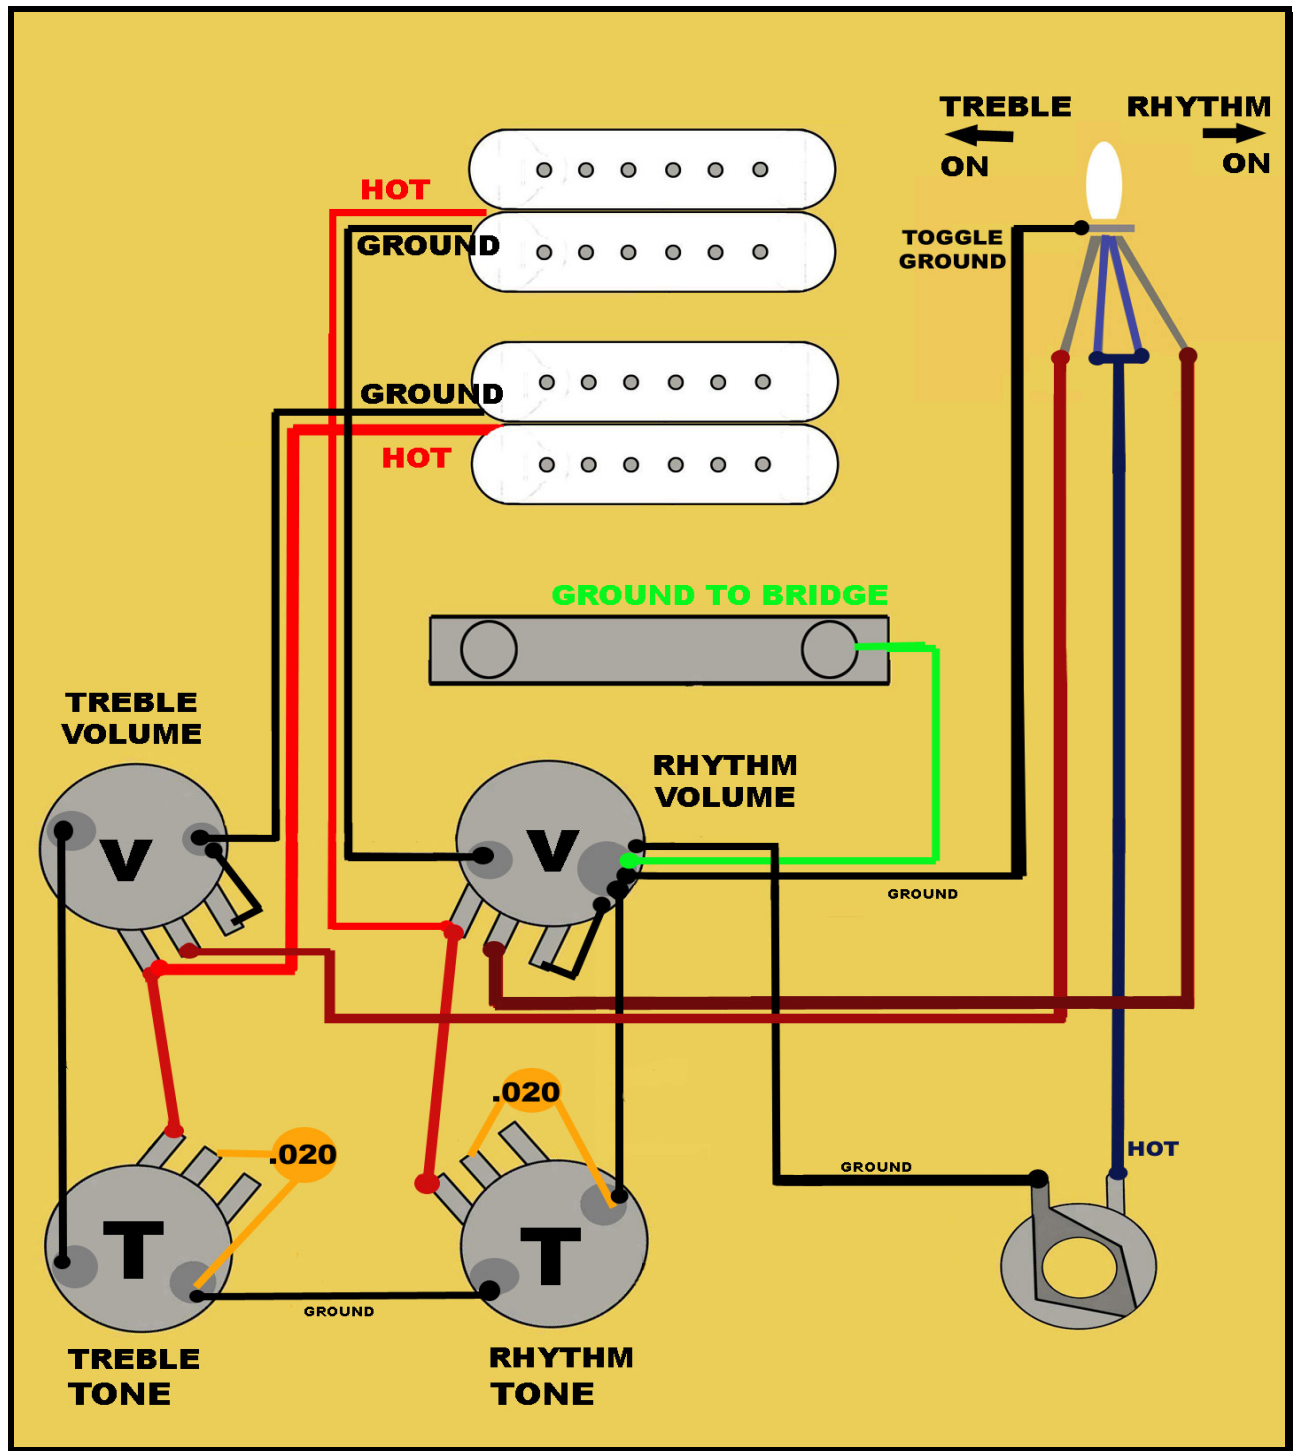 TREBLE RHYTHM
ON ON
HOT
GROUND
TOGGLE
GROUND
GROUND
HOT
GROUND TO BRIDGE
TREBLE
VOLUME
RHYTHM
VOLUME
V
V
GROUND
.020
.020
HOT
GROUND
T
T
GROUND
TREBLE
TONE
RHYTHM
TONE